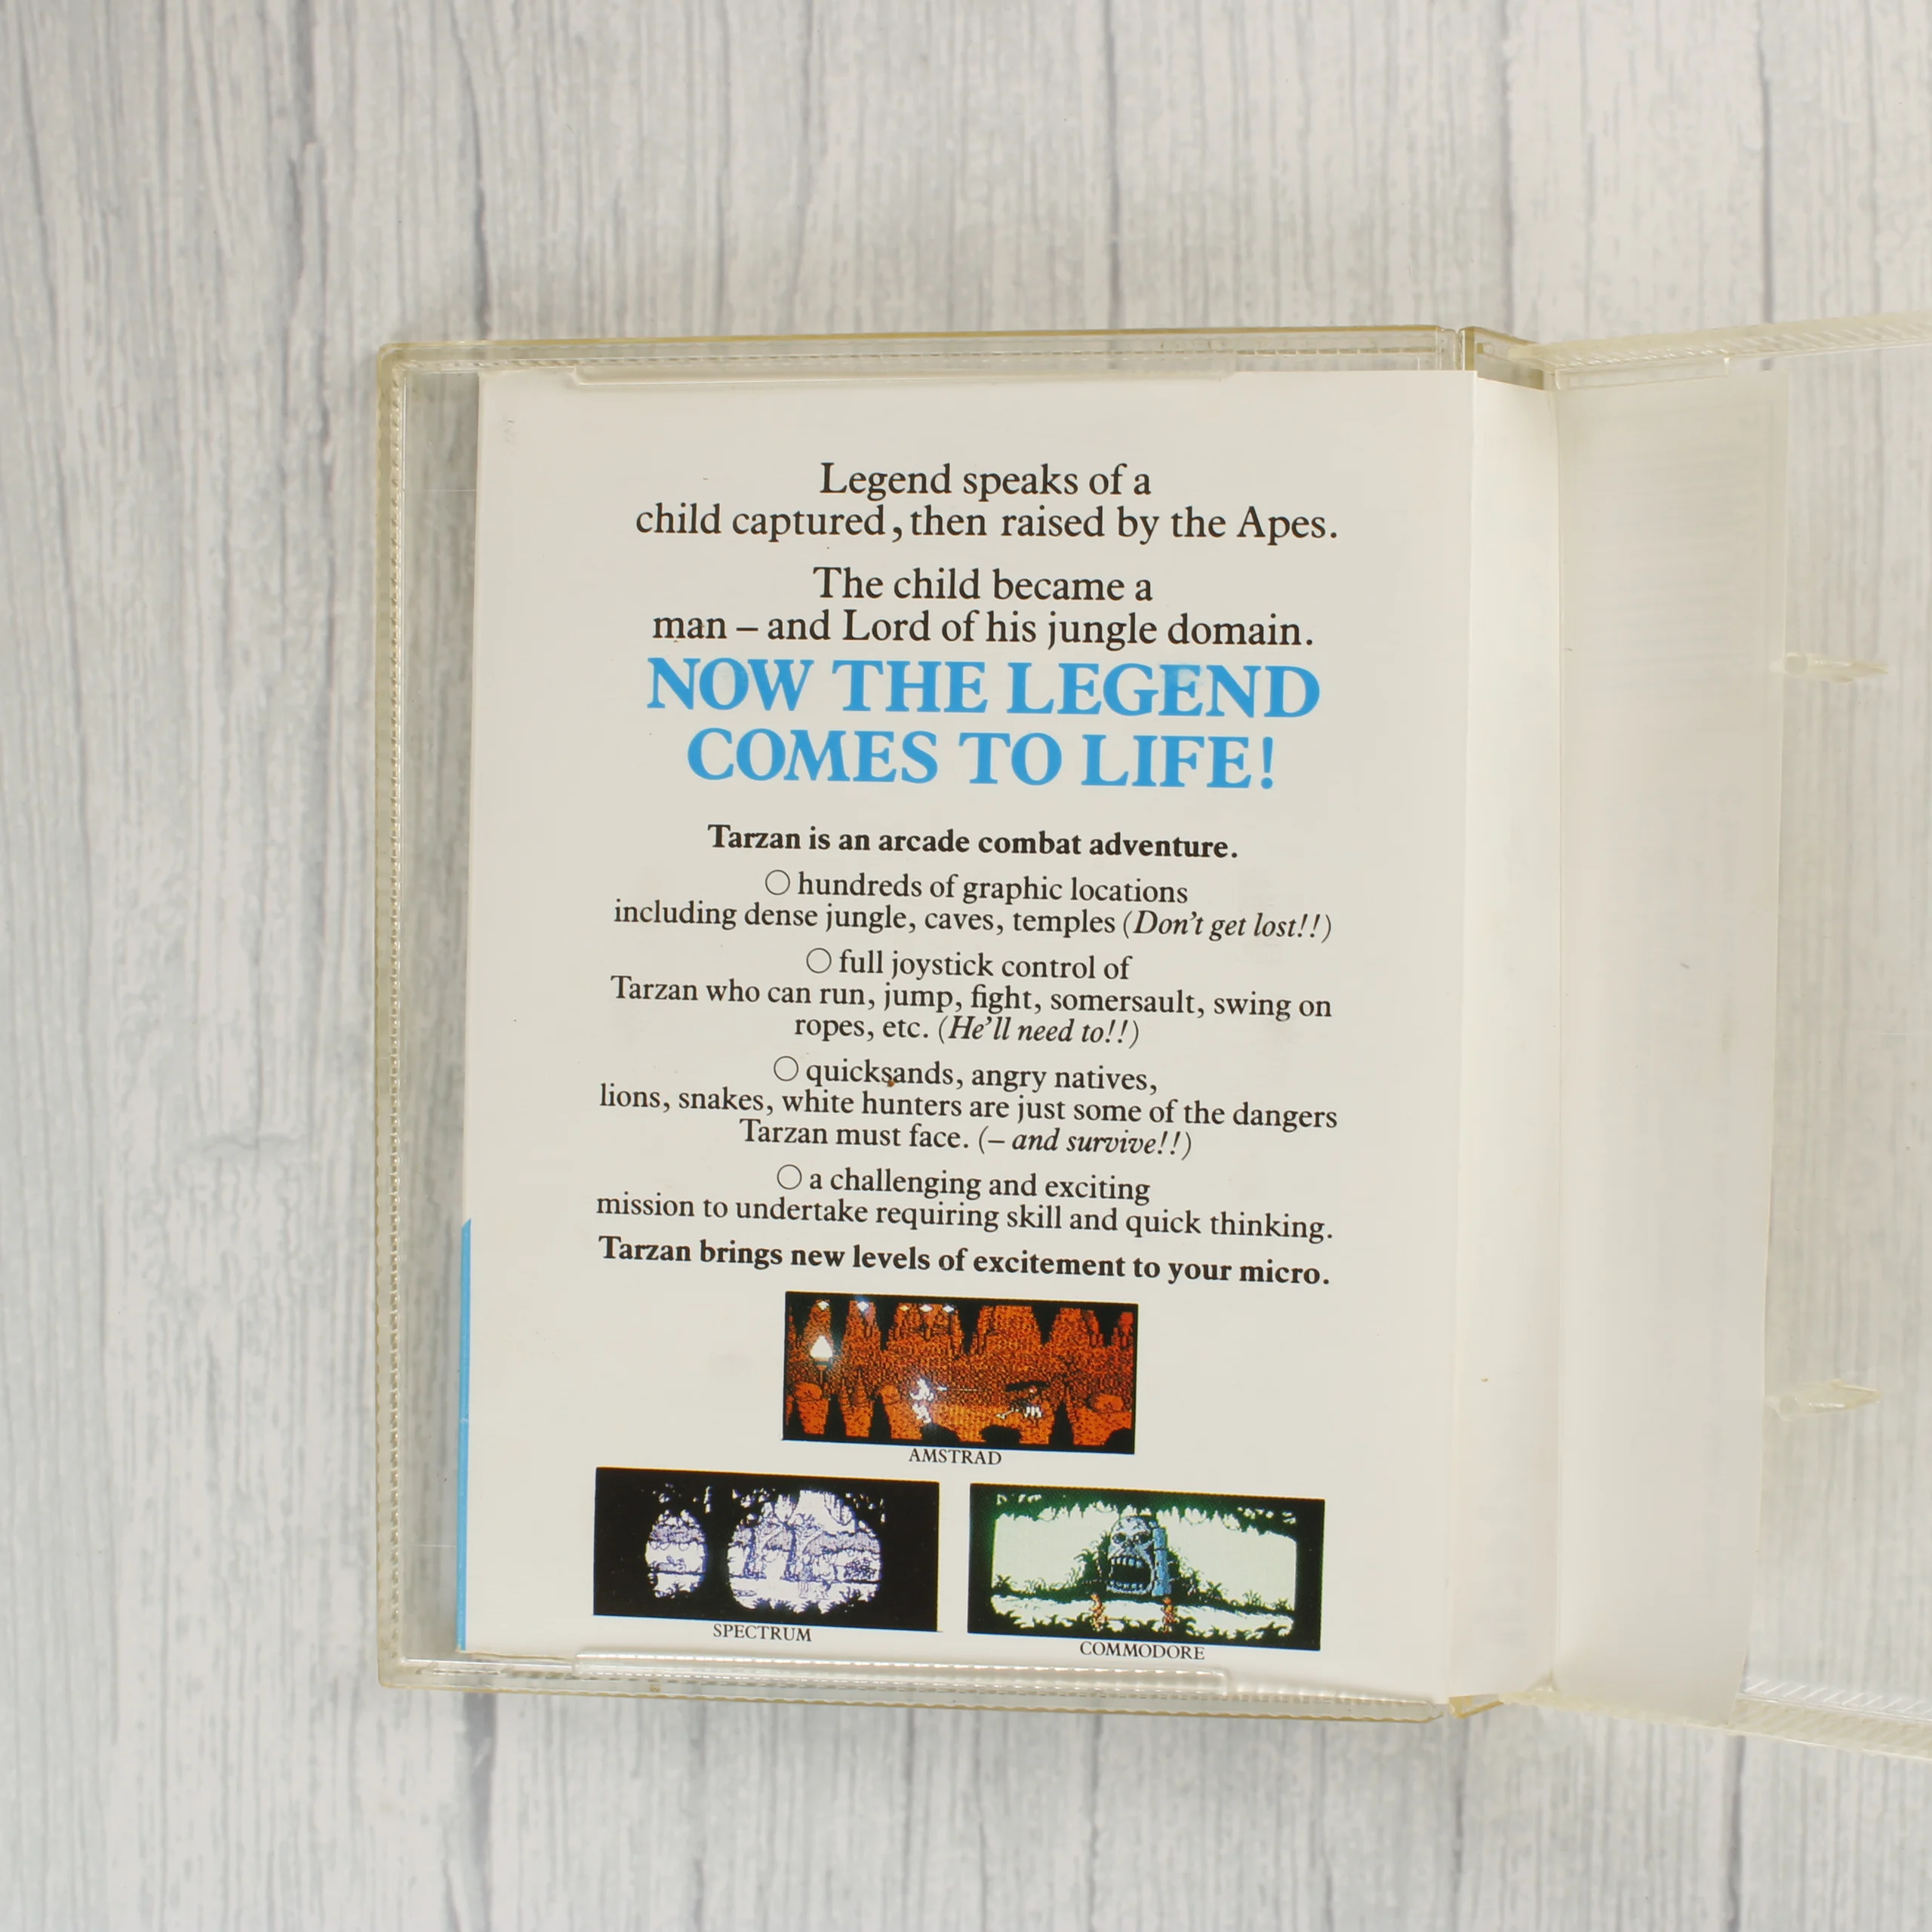 Legend speaks of a
child captured, then raised by the Apes.
The child became a
man – and Lord of his jungle domain.
NOW THE LEGEND
COMES TO LIFE!
Tarzan is an arcade combat adventure.
○ hundreds of graphic locations
including dense jungle, caves, temples (Don't get lost!!)
○ full joystick control of
Tarzan who can run, jump, fight, somersault, swing on
ropes, etc. (He'll need to!!)
○ quicksands, angry natives,
lions, snakes, white hunters are just some of the dangers
Tarzan must face. (– and survive!!)
○ a challenging and exciting
mission to undertake requiring skill and quick thinking.
Tarzan brings new levels of excitement to your micro.
AMSTRAD
SPECTRUM
COMMODORE